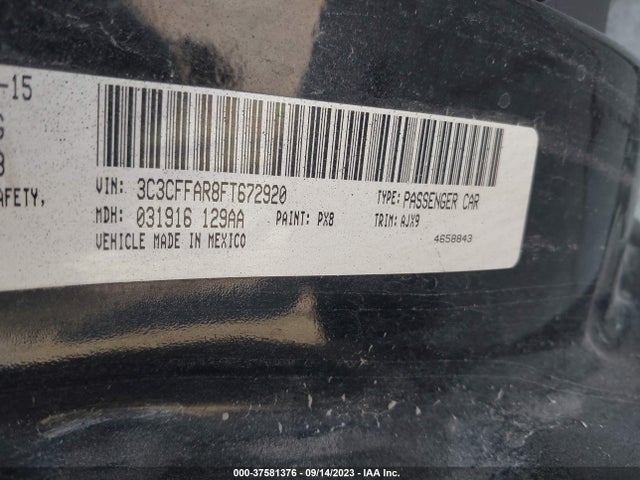 -15
G
8
AFETY,
VIN: 3C3CFFAR8FT672920 TYPE: PASSENGER CAR
MDH: 031916 129AA PAINT: PX8 TRIM: AJX9
VEHICLE MADE IN MEXICO 4658843
000-37581376 - 09/14/2023 - IAA Inc.